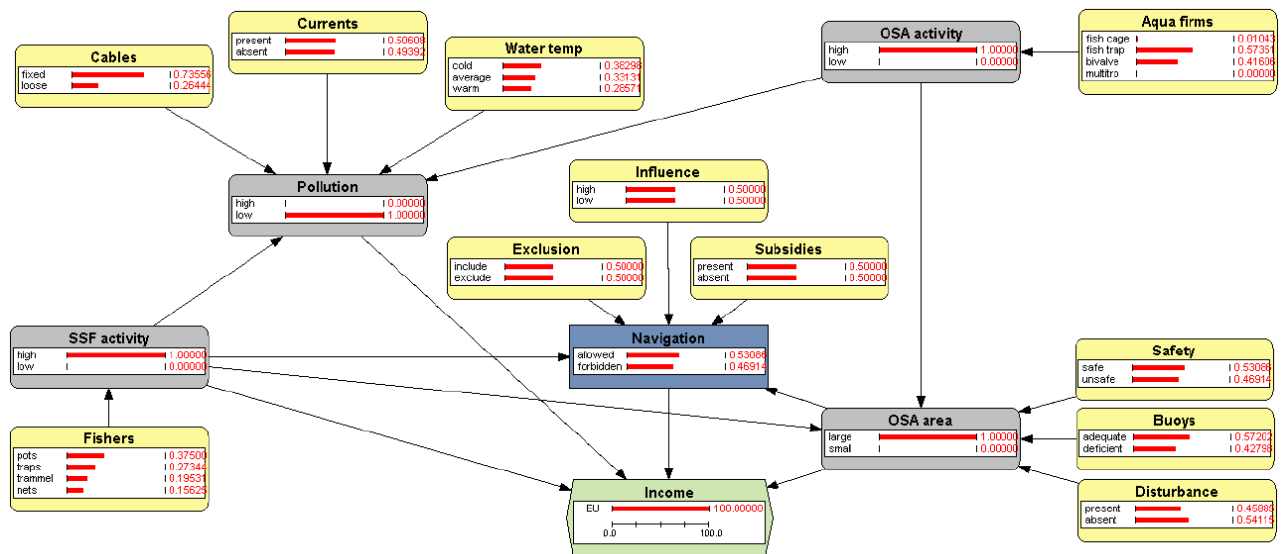 Currents
present 0.50608
absent 0.49392
Cables
fixed 0.73556
loose 0.26444
Water temp
cold 0.38298
average 0.33131
warm 0.28571
OSA activity
high 1.00000
low 0.00000
Aqua firms
fish cage 0.01043
fish trap 0.57351
bivalve 0.41606
multitro 0.00000
Pollution
high 0.00000
low 1.00000
Influence
high 0.50000
low 0.50000
Exclusion
include 0.50000
exclude 0.50000
Subsidies
present 0.50000
absent 0.50000
SSF activity
high 1.00000
low 0.00000
Navigation
allowed 0.53086
forbidden 0.46914
Safety
safe 0.53086
unsafe 0.46914
OSA area
large 1.00000
smal 0.00000
Buoys
adequate 0.57202
deficient 0.42798
Fishers
pots 0.37500
traps 0.27344
trammel 0.19531
nets 0.15625
Income
EU 100.00000
0.0 100.0
Disturbance
present 0.45885
absent 0.54115